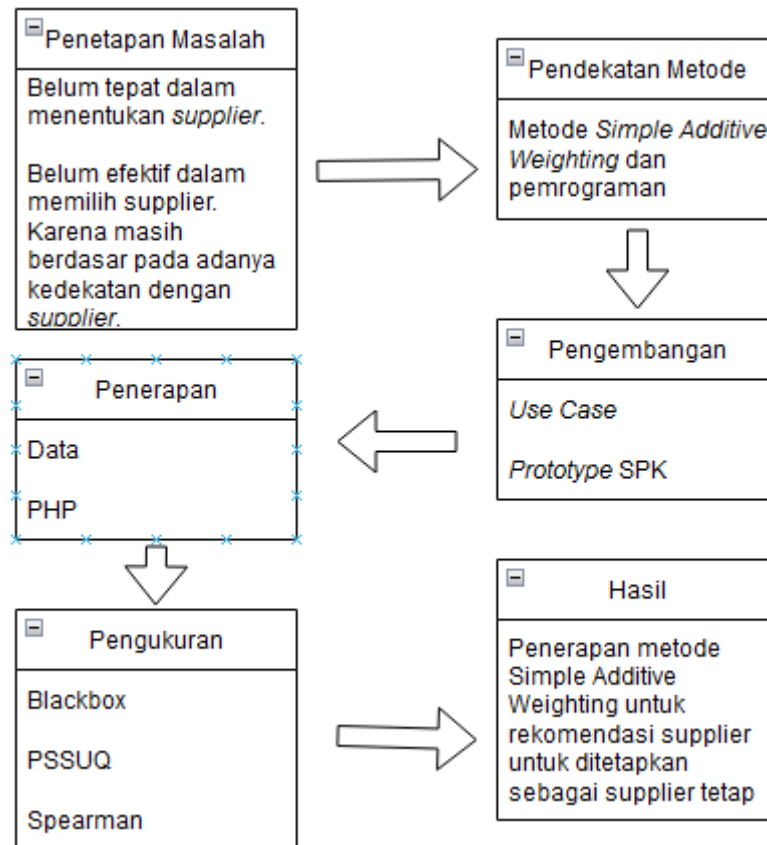 Penetapan Masalah
Belum tepat dalam
menentukan supplier.
Belum efektif dalam
memilih supplier.
Karena masih
berdasar pada adanya
kedekatan dengan
supplier.
Pendekatan Metode
Metode Simple Additive
Weighting dan
pemrograman
Pengembangan
Use Case
Prototype SPK
Penerapan
Data
PHP
Pengukuran
Blackbox
PSSUQ
Spearman
Hasil
Penerapan metode
Simple Additive
Weighting untuk
rekomendasi supplier
untuk ditetapkan
sebagai supplier tetap